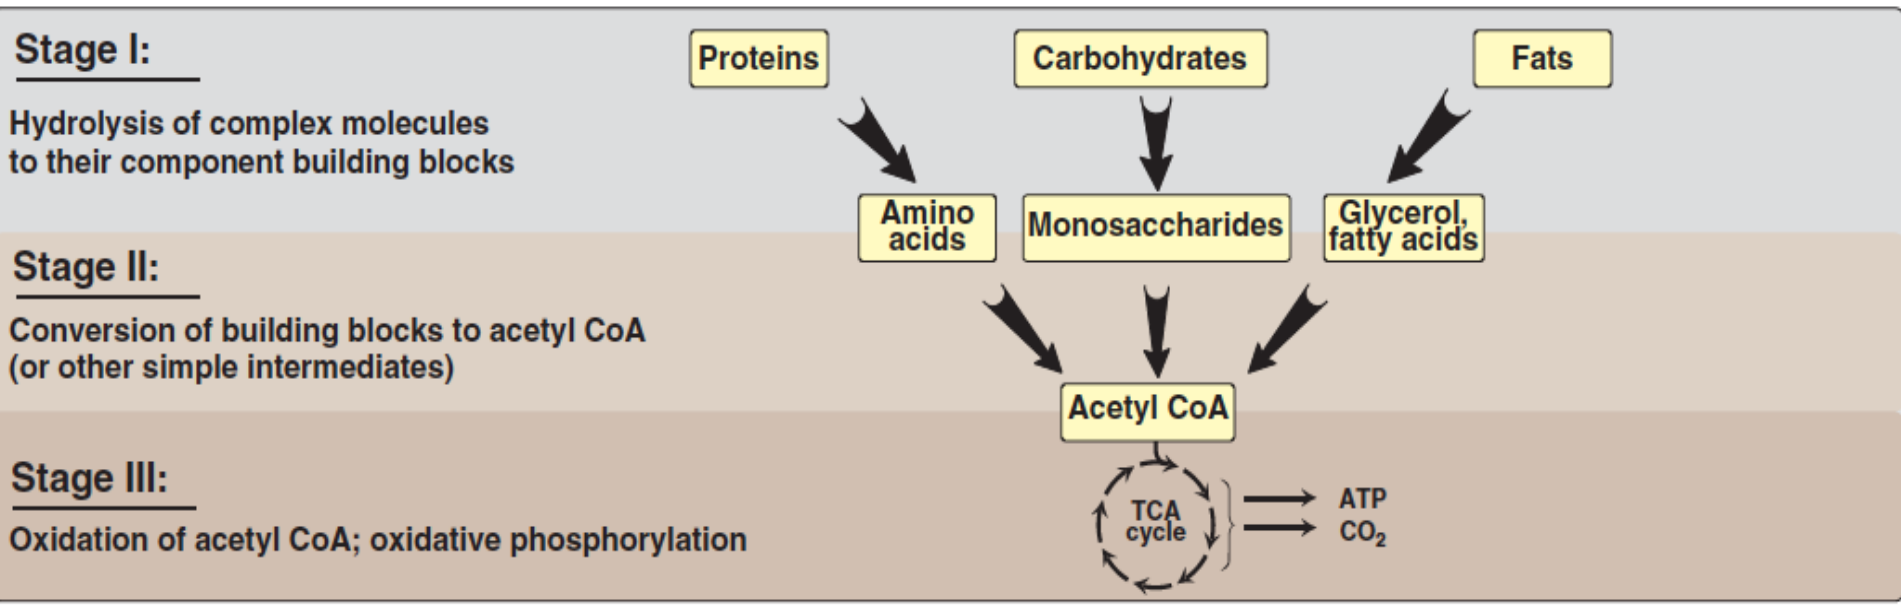 Stage I:
Proteins
Carbohydrates
Fats
Hydrolysis of complex molecules
to their component building blocks
Amino
acids
Monosaccharides
Glycerol,
fatty acids
Stage II:
Conversion of building blocks to acetyl CoA
(or other simple intermediates)
Acetyl CoA
Stage III:
Oxidation of acetyl CoA; oxidative phosphorylation
TCA
cycle
ATP
CO₂